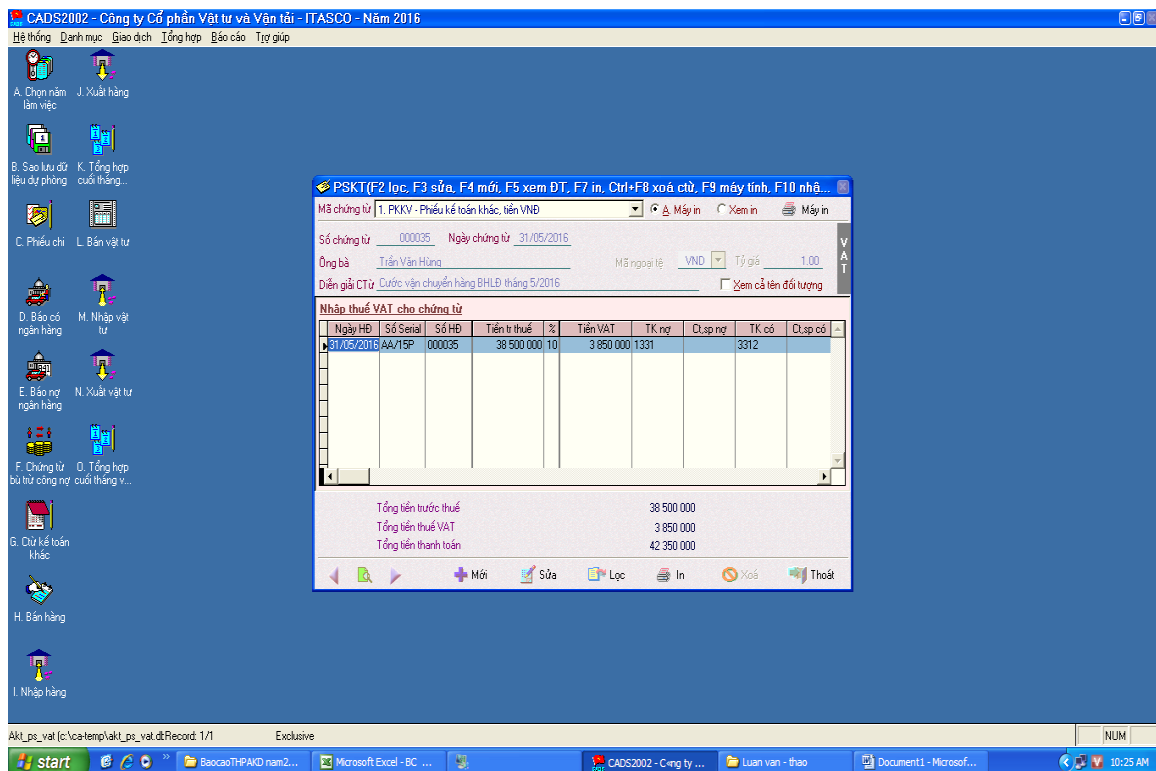 CADS2002 - Công ty Cổ phần Vật tư và Vận tải - ITASCO - Năm 2016
Hệ thống Danh mục Giao dịch Tổng hợp Báo cáo Trợ giúp
A. Chọn năm làm việc
J. Xuất hàng
B. Sao lưu dữ liệu dự phòng
K. Tổng hợp cuối tháng...
C. Phiếu chi
L. Bán vật tư
D. Báo có ngân hàng
M. Nhập vật tư
E. Báo nợ ngân hàng
N. Xuất vật tư
F. Chứng từ bù trừ công nợ
O. Tổng hợp cuối tháng v...
G. Ctừ kế toán khác
H. Bán hàng
I. Nhập hàng
PSKT(F2 lọc, F3 sửa, F4 mới, F5 xem ĐT, F7 in, Ctrl+F8 xoá ctừ, F9 máy tính, F10 nhậ...
Mã chứng từ 1. PKKV - Phiếu kế toán khác, tiền VNĐ A. Máy in Xem in Máy in
Số chứng từ 000035 Ngày chứng từ 31/05/2016
Ông bà Trần Văn Hùng Mã ngoại tệ VND Tỷ giá 1.00
Diễn giải CTừ Cước vận chuyển hàng BHLĐ tháng 5/2016 Xem cả tên đối tượng
VAT
Nhập thuế VAT cho chứng từ
Ngày HĐ Số Serial Số HĐ Tiền tr thuế % Tiền VAT TK nợ Ct,sp nợ TK có Ct,sp có
31/05/2016 AA/15P 000035 38 500 000 10 3 850 000 1331 3312
Tổng tiền trước thuế 38 500 000
Tổng tiền thuế VAT 3 850 000
Tổng tiền thanh toán 42 350 000
Mới Sửa Lọc In Xoá Thoát
Akt_ps_vat (c:\ca-temp\akt_ps_vat.dbRecord: 1/1 Exclusive NUM
start BaocaoTHPAKD nam2... Microsoft Excel - BC ... CADS2002 - C«ng ty ... Luan van - thao Document1 - Microsof... 10:25 AM